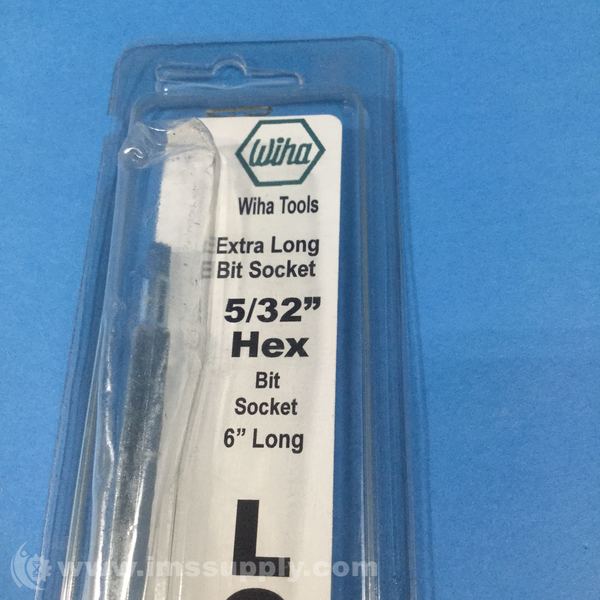 Wiha
Wiha Tools
Extra Long
Bit Socket
5/32”
Hex
Bit
Socket
6” Long
L
www.imssupply.com